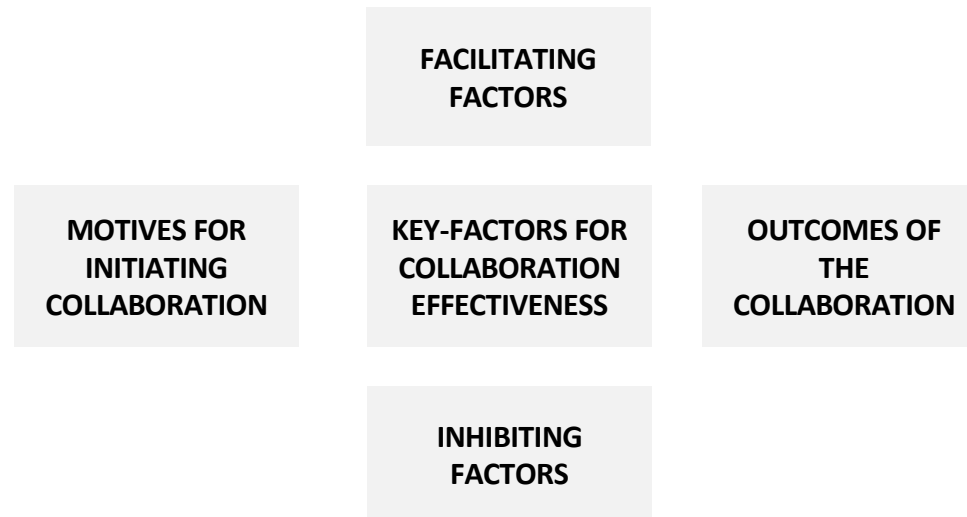 FACILITATING
FACTORS
MOTIVES FOR
INITIATING
COLLABORATION
KEY-FACTORS FOR
COLLABORATION
EFFECTIVENESS
OUTCOMES OF
THE
COLLABORATION
INHIBITING
FACTORS